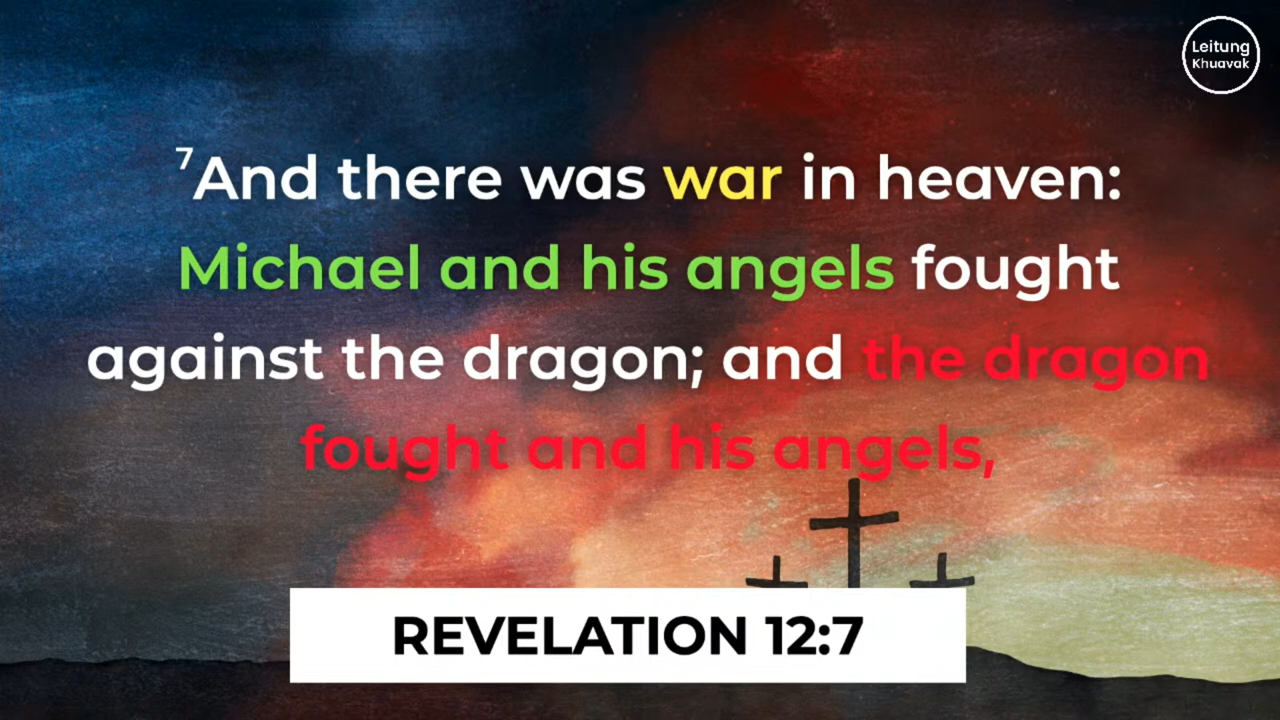 Leitung
Khuavak
⁷And there was war in heaven:
Michael and his angels fought
against the dragon; and the dragon
fought and his angels,
REVELATION 12:7